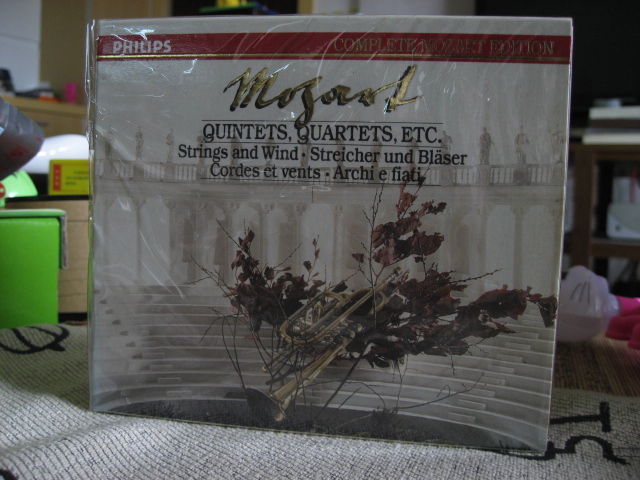 PHILIPS
COMPLETE MOZART EDITION
Mozart
QUINTETS, QUARTETS, ETC.
Strings and Wind · Streicher und Bläser
Cordes et vents · Archi e fiati